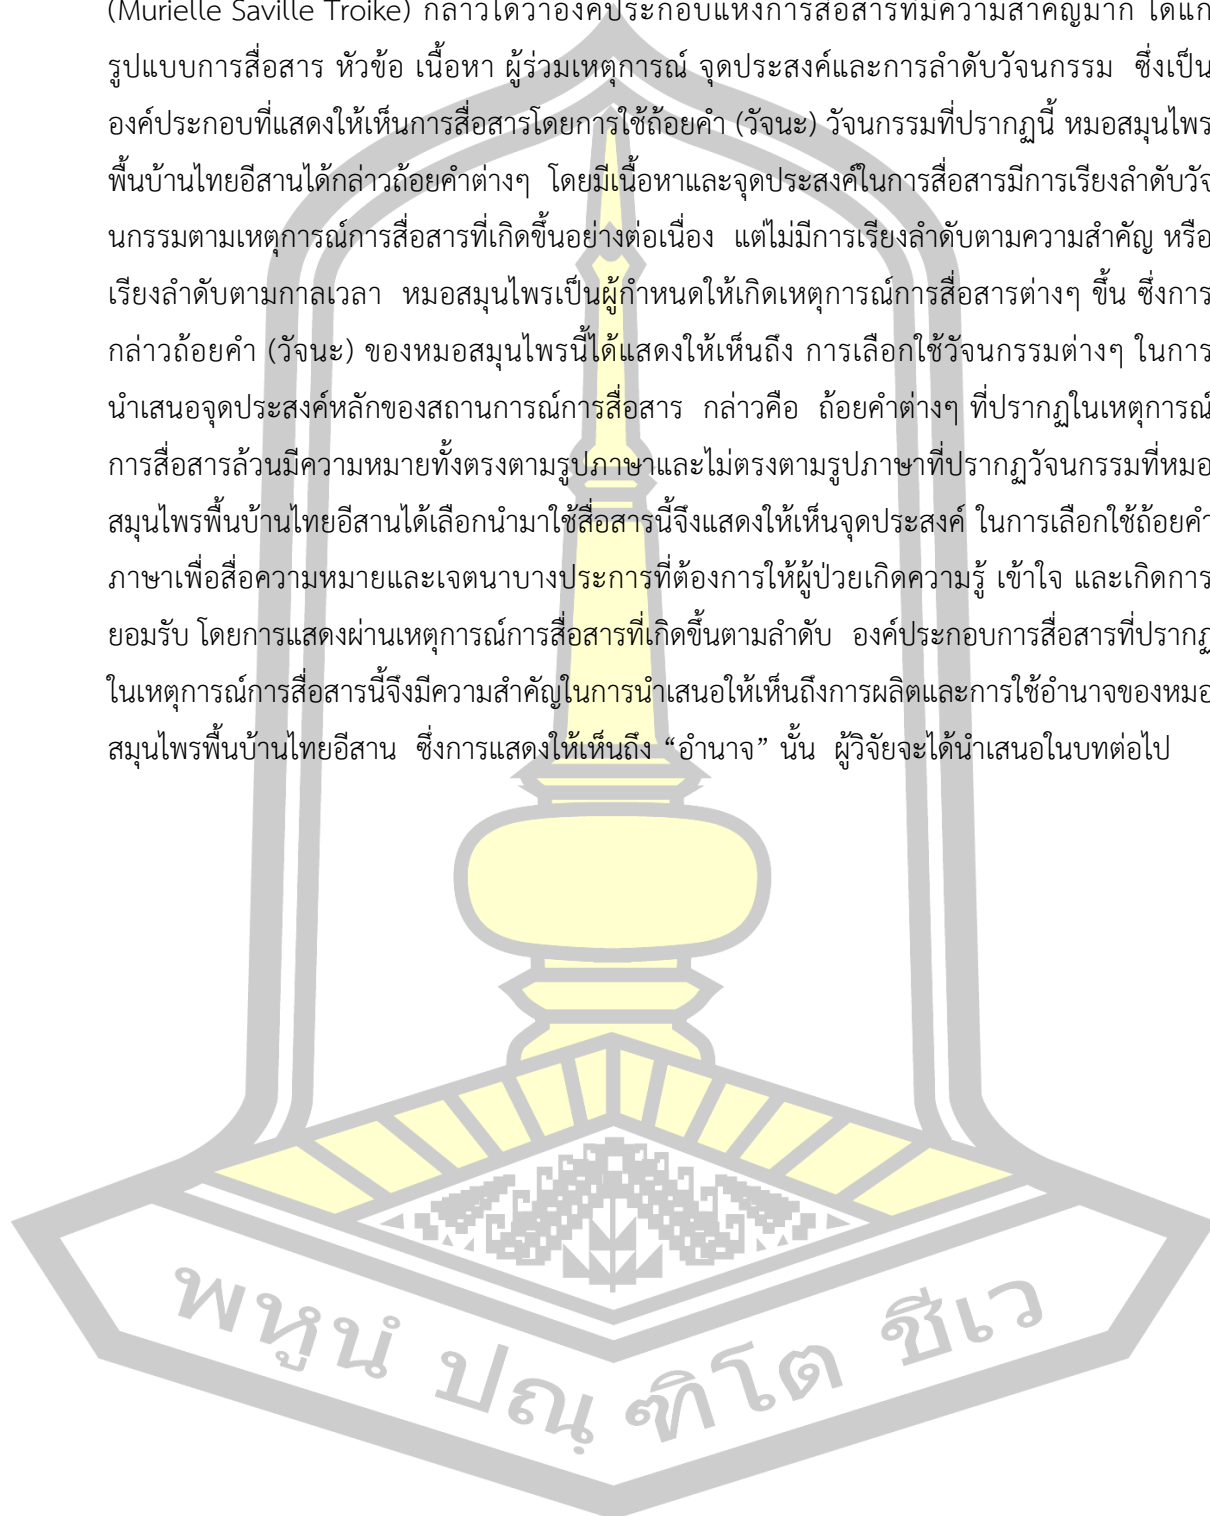 (Murielle Saville Troike) กล่าวได้ว่าองค์ประกอบแห่งการสื่อสารที่มีความสำคัญมาก ได้แก่
รูปแบบการสื่อสาร หัวข้อ เนื้อหา ผู้ร่วมเหตุการณ์ จุดประสงค์และการลำดับวัจนกรรม ซึ่งเป็น
องค์ประกอบที่แสดงให้เห็นการสื่อสารโดยการใช้ถ้อยคำ (วัจนะ) วัจนกรรมที่ปรากฏนี้ หมอสมุนไพร
พื้นบ้านไทยอีสานได้กล่าวถ้อยคำต่างๆ โดยมีเนื้อหาและจุดประสงค์ในการสื่อสารมีการเรียงลำดับวัจ
นกรรมตามเหตุการณ์การสื่อสารที่เกิดขึ้นอย่างต่อเนื่อง แต่ไม่มีการเรียงลำดับตามความสำคัญ หรือ
เรียงลำดับตามกาลเวลา หมอสมุนไพรเป็นผู้กำหนดให้เกิดเหตุการณ์การสื่อสารต่างๆ ขึ้น ซึ่งการ
กล่าวถ้อยคำ (วัจนะ) ของหมอสมุนไพรนี้ได้แสดงให้เห็นถึง การเลือกใช้วัจนกรรมต่างๆ ในการ
นำเสนอจุดประสงค์หลักของสถานการณ์การสื่อสาร กล่าวคือ ถ้อยคำต่างๆ ที่ปรากฏในเหตุการณ์
การสื่อสารล้วนมีความหมายทั้งตรงตามรูปภาษาและไม่ตรงตามรูปภาษาที่ปรากฏวัจนกรรมที่หมอ
สมุนไพรพื้นบ้านไทยอีสานได้เลือกนำมาใช้สื่อสารนี้จึงแสดงให้เห็นจุดประสงค์ ในการเลือกใช้ถ้อยคำ
ภาษาเพื่อสื่อความหมายและเจตนาบางประการที่ต้องการให้ผู้ป่วยเกิดความรู้ เข้าใจ และเกิดการ
ยอมรับ โดยการแสดงผ่านเหตุการณ์การสื่อสารที่เกิดขึ้นตามลำดับ องค์ประกอบการสื่อสารที่ปรากฏ
ในเหตุการณ์การสื่อสารนี้จึงมีความสำคัญในการนำเสนอให้เห็นถึงการผลิตและการใช้อำนาจของหมอ
สมุนไพรพื้นบ้านไทยอีสาน ซึ่งการแสดงให้เห็นถึง “อำนาจ” นั้น ผู้วิจัยจะได้นำเสนอในบทต่อไป
พหูนํ ปณฺฑิโต ชีเว